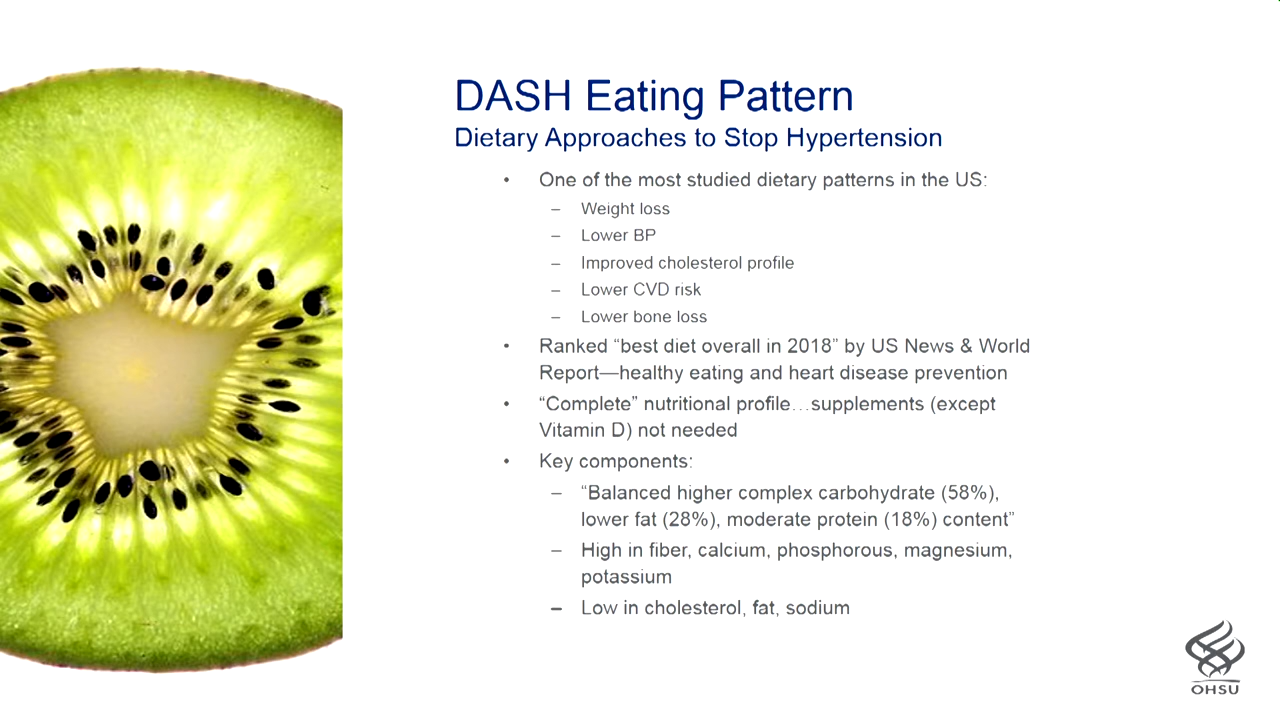 DASH Eating Pattern
Dietary Approaches to Stop Hypertension
• One of the most studied dietary patterns in the US:
– Weight loss
– Lower BP
– Improved cholesterol profile
– Lower CVD risk
– Lower bone loss
• Ranked “best diet overall in 2018” by US News & World
Report—healthy eating and heart disease prevention
• “Complete” nutritional profile…supplements (except
Vitamin D) not needed
• Key components:
– “Balanced higher complex carbohydrate (58%),
lower fat (28%), moderate protein (18%) content”
– High in fiber, calcium, phosphorous, magnesium,
potassium
– Low in cholesterol, fat, sodium
OHSU